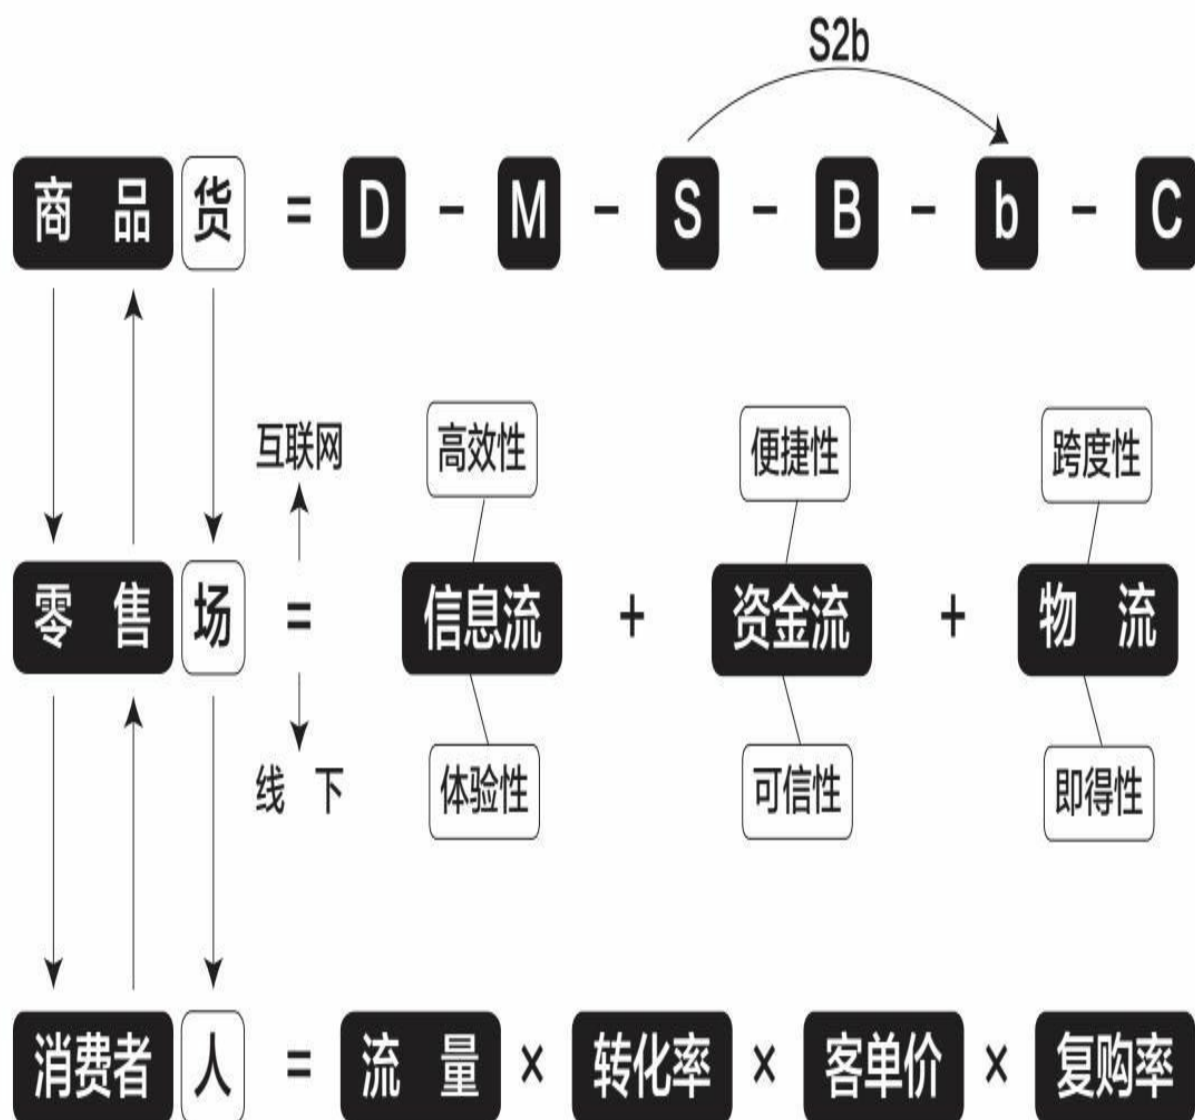 S2b
商 品 货 = D - M - S - B - b - C
互联网 高效性 便捷性 跨度性
零 售 场 = 信息流 + 资金流 + 物 流
线 下 体验性 可信性 即得性
消费者 人 = 流 量 × 转化率 × 客单价 × 复购率